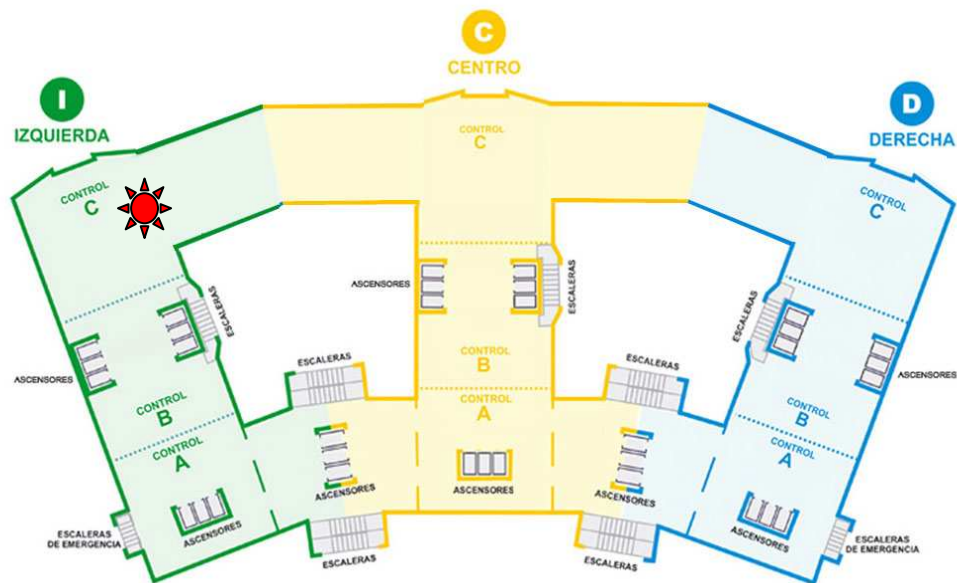 C
CENTRO
I
IZQUIERDA
D
DERECHA
CONTROL
C
CONTROL
C
CONTROL
C
ASCENSORES
ESCALERAS
ASCENSORES
ESCALERAS
ESCALERAS
ASCENSORES
ESCALERAS
CONTROL
B
CONTROL
B
ESCALERAS
CONTROL
B
CONTROL
A
CONTROL
A
CONTROL
A
ASCENSORES
ASCENSORES
ASCENSORES
ASCENSORES
ASCENSORES
ESCALERAS
DE EMERGENCIA
ESCALERAS
ESCALERAS
ESCALERAS
DE EMERGENCIA